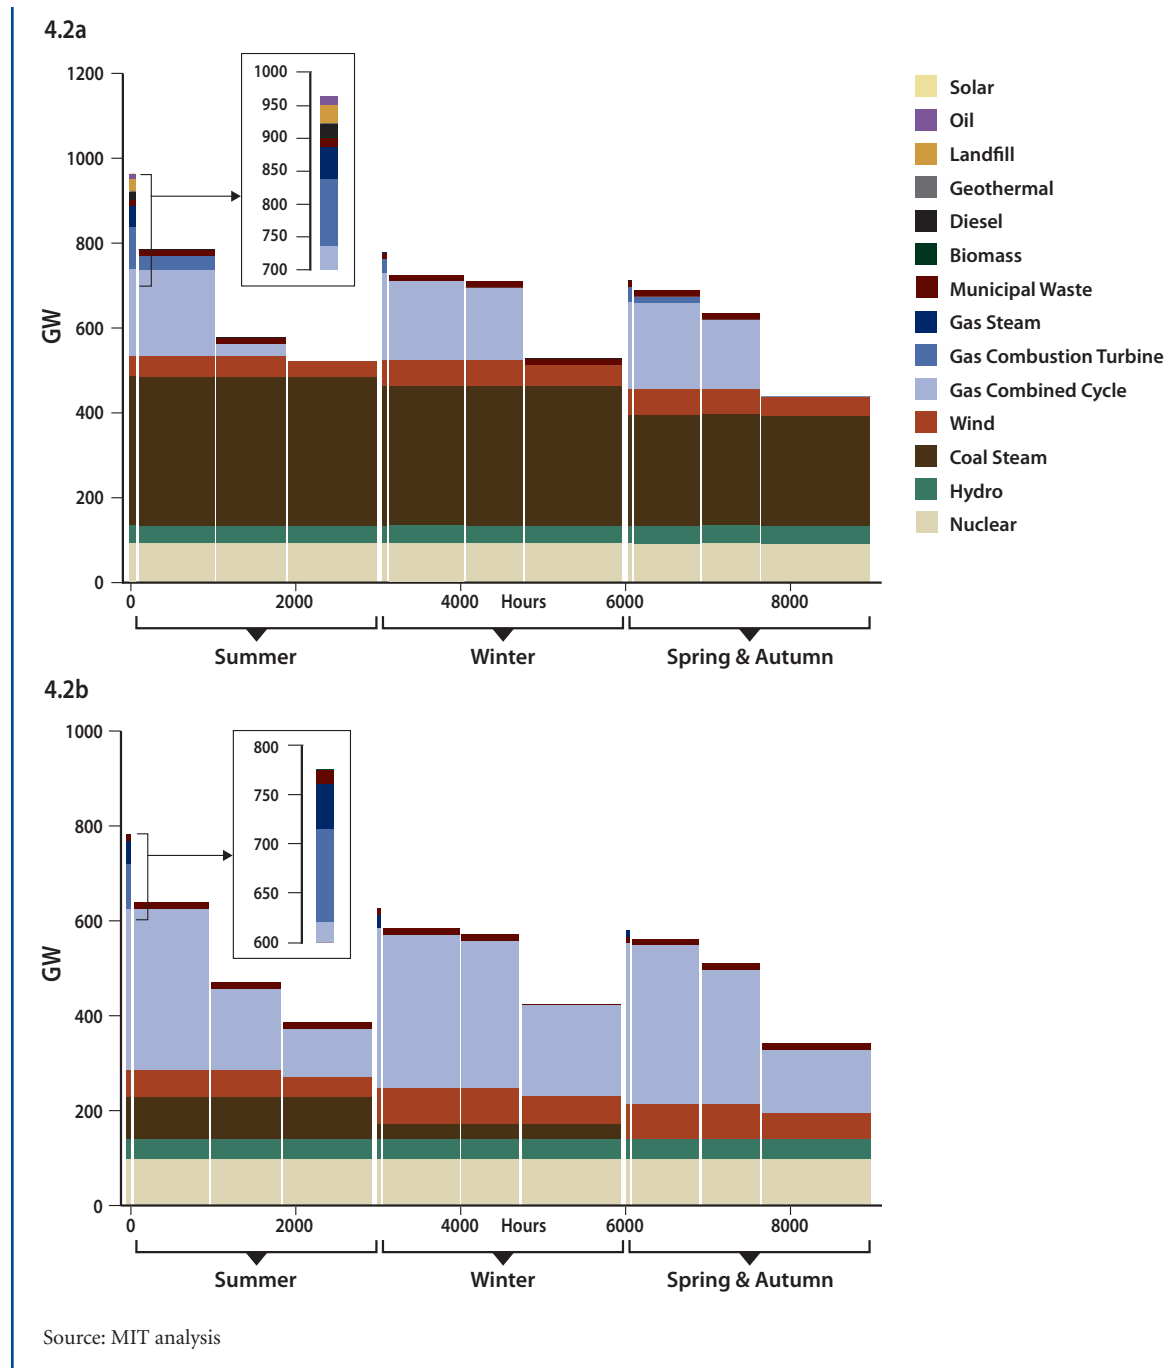 4.2a
1200
1000
800
600
400
200
0
GW
1000
950
900
850
800
750
700
0
2000
4000
Hours
6000
8000
Summer
Winter
Spring & Autumn
Solar
Oil
Landfill
Geothermal
Diesel
Biomass
Municipal Waste
Gas Steam
Gas Combustion Turbine
Gas Combined Cycle
Wind
Coal Steam
Hydro
Nuclear
4.2b
1000
800
600
400
200
0
GW
800
750
700
650
600
0
2000
4000
Hours
6000
8000
Summer
Winter
Spring & Autumn
Source: MIT analysis